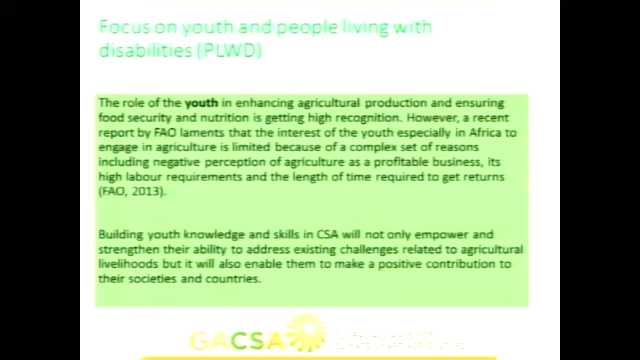 Focus on youth and people living with
disabilities (PLWD)
The role of the youth in enhancing agricultural production and ensuring
food security and nutrition is getting high recognition. However, a recent
report by FAO laments that the interest of the youth especially in Africa to
engage in agriculture is limited because of a complex set of reasons
including negative perception of agriculture as a profitable business, its
high labour requirements and the length of time required to get returns
(FAO, 2013).
Building youth knowledge and skills in CSA will not only empower and
strengthen their ability to address existing challenges related to agricultural
livelihoods but it will also enable them to make a positive contribution to
their societies and countries.
GACSA
CLIMATE SMART AGRICULTURE